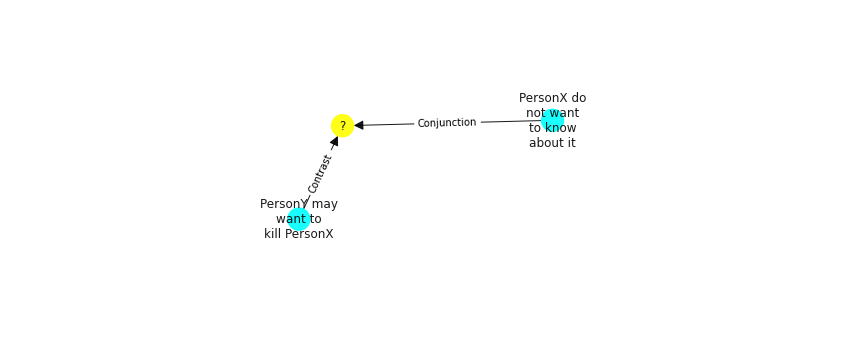 PersonX do
not want
to know
about it
?
Conjunction
Contrast
PersonY may
want to
kill PersonX